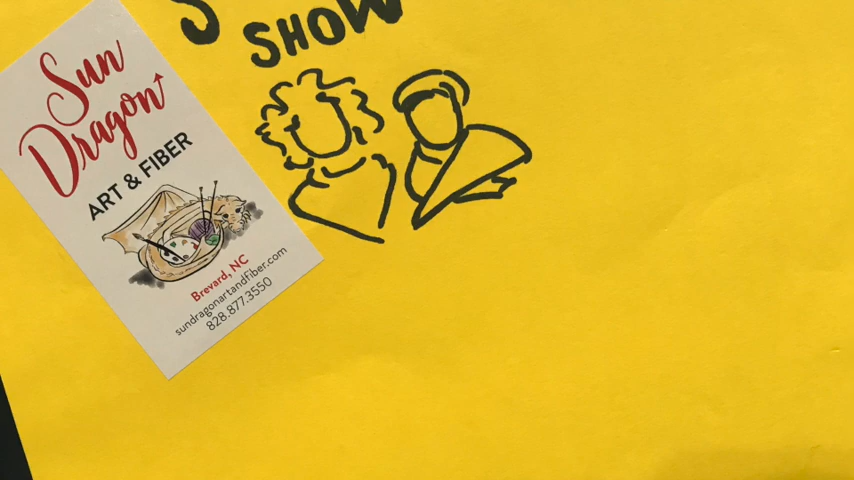 SHOW
Sun
Dragon
ART & FIBER
Brevard, NC
sundragonartandfiber.com
828.877.3550